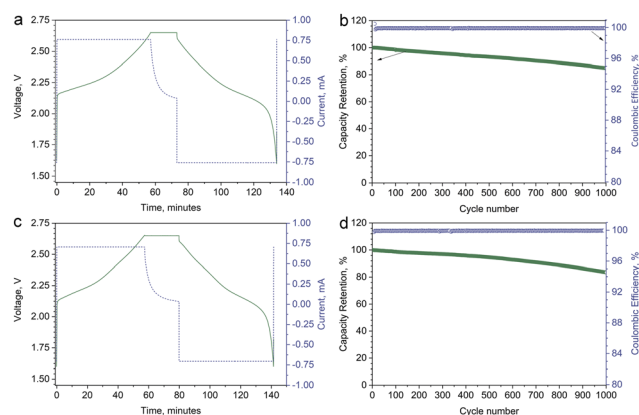 a
2.75
2.50
2.25
2.00
1.75
1.50
Voltage, V
0 20 40 60 80 100 120 140
Time, minutes
1.00
0.75
0.50
0.25
0.00
-0.25
-0.50
-0.75
-1.00
Current, mA
b
120
100
80
60
40
20
0
Capacity Retention, %
0 100 200 300 400 500 600 700 800 900 1000
Cycle number
100
96
92
88
84
80
Coulombic Efficiency, %
c
2.75
2.50
2.25
2.00
1.75
1.50
Voltage, V
0 20 40 60 80 100 120 140
Time, minutes
1.00
0.75
0.50
0.25
0.00
-0.25
-0.50
-0.75
-1.00
Current, mA
d
120
100
80
60
40
20
0
Capacity Retention, %
0 100 200 300 400 500 600 700 800 900 1000
Cycle number
100
96
92
88
84
80
Coulombic Efficiency, %